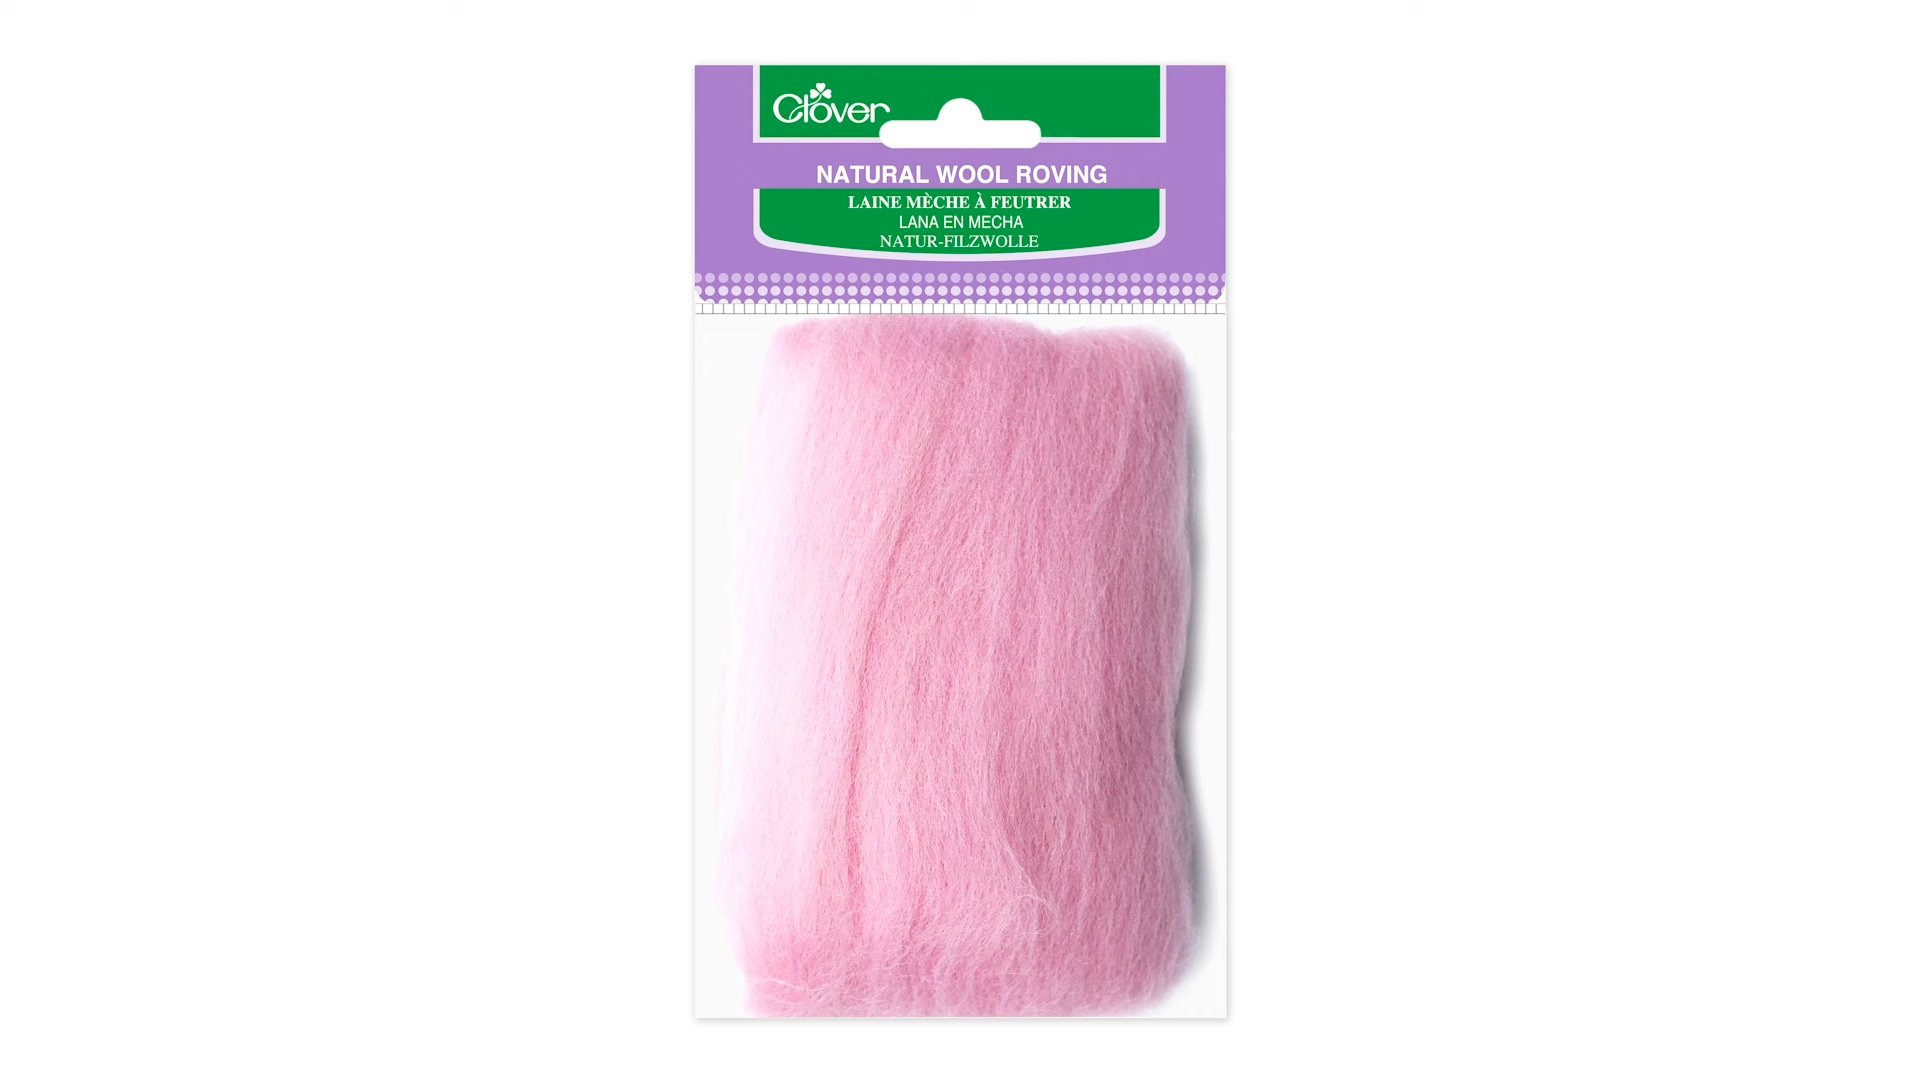 Clover
NATURAL WOOL ROVING
LAINE MÈCHE À FEUTRER
LANA EN MECHA
NATUR-FILZWOLLE